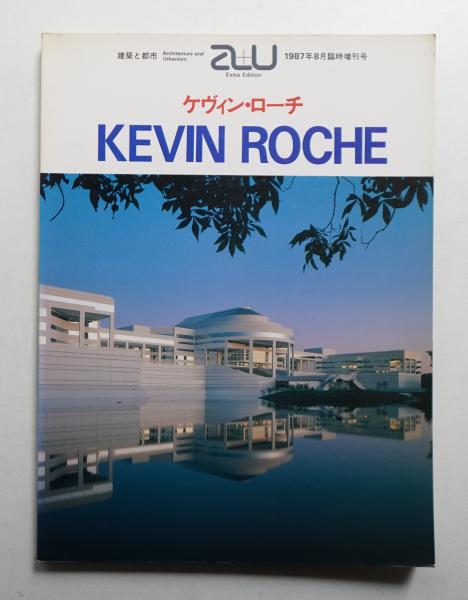 建築と都市
Architecture and
Urbanism
a+u
Extra Edition
1987年8月臨時増刊号
ケヴィン・ローチ
KEVIN ROCHE